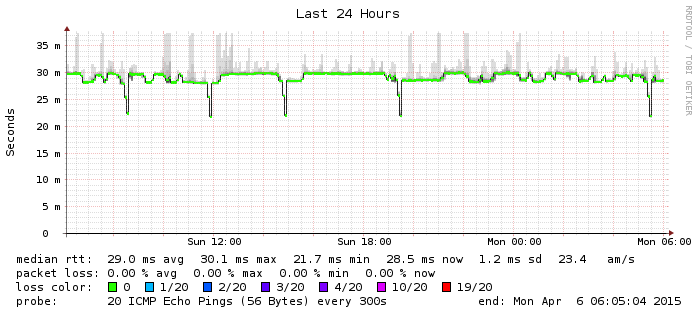 Last 24 Hours
RRDTOOL / TOBI OETIKER
Seconds
35 m
30 m
25 m
20 m
15 m
10 m
5 m
0
Sun 12:00 Sun 18:00 Mon 00:00 Mon 06:00
median rtt: 29.0 ms avg 30.1 ms max 21.7 ms min 28.5 ms now 1.2 ms sd 23.4 am/s
packet loss: 0.00 % avg 0.00 % max 0.00 % min 0.00 % now
loss color: 0 1/20 2/20 3/20 4/20 10/20 19/20
probe: 20 ICMP Echo Pings (56 Bytes) every 300s end: Mon Apr 6 06:05:04 2015